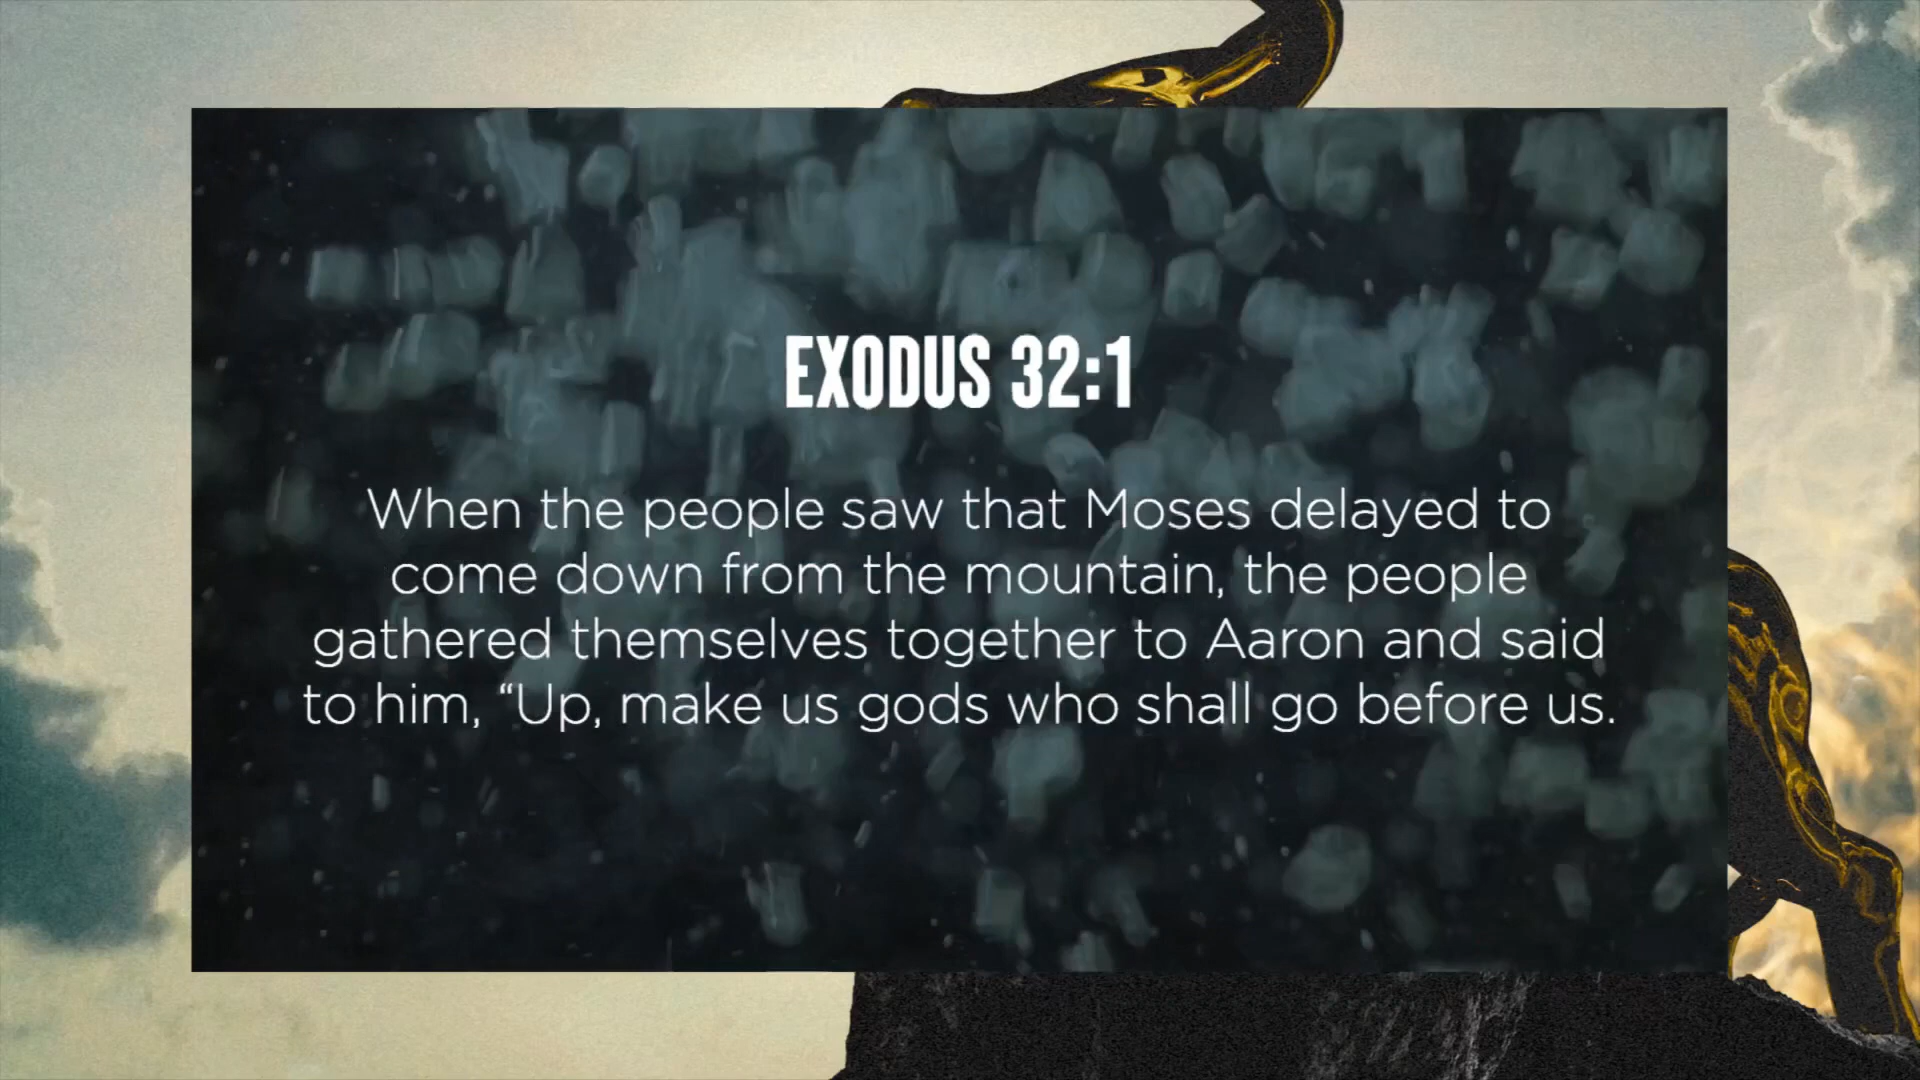 EXODUS 32:1
When the people saw that Moses delayed to
come down from the mountain, the people
gathered themselves together to Aaron and said
to him, “Up, make us gods who shall go before us.